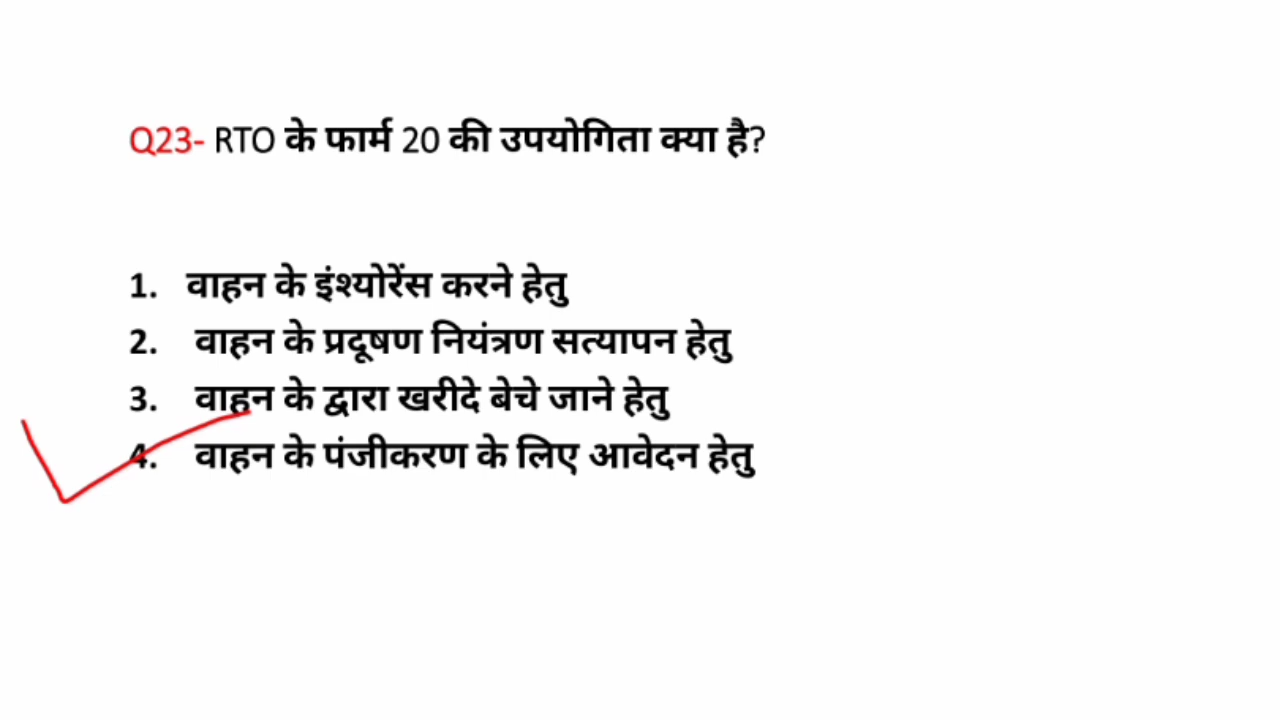 Q23- RTO के फार्म 20 की उपयोगिता क्या है?
1. वाहन के इंश्योरेंस करने हेतु
2. वाहन के प्रदूषण नियंत्रण सत्यापन हेतु
3. वाहन के द्वारा खरीदे बेचे जाने हेतु
4. वाहन के पंजीकरण के लिए आवेदन हेतु